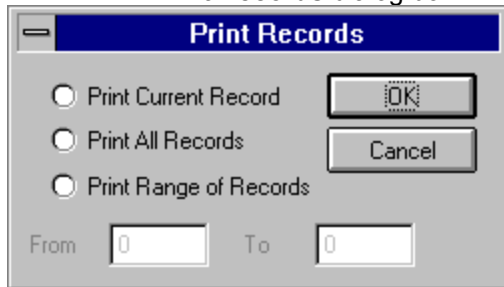 Print Records
Print Current Record
OK
Print All Records
Cancel
Print Range of Records
From 0 To 0